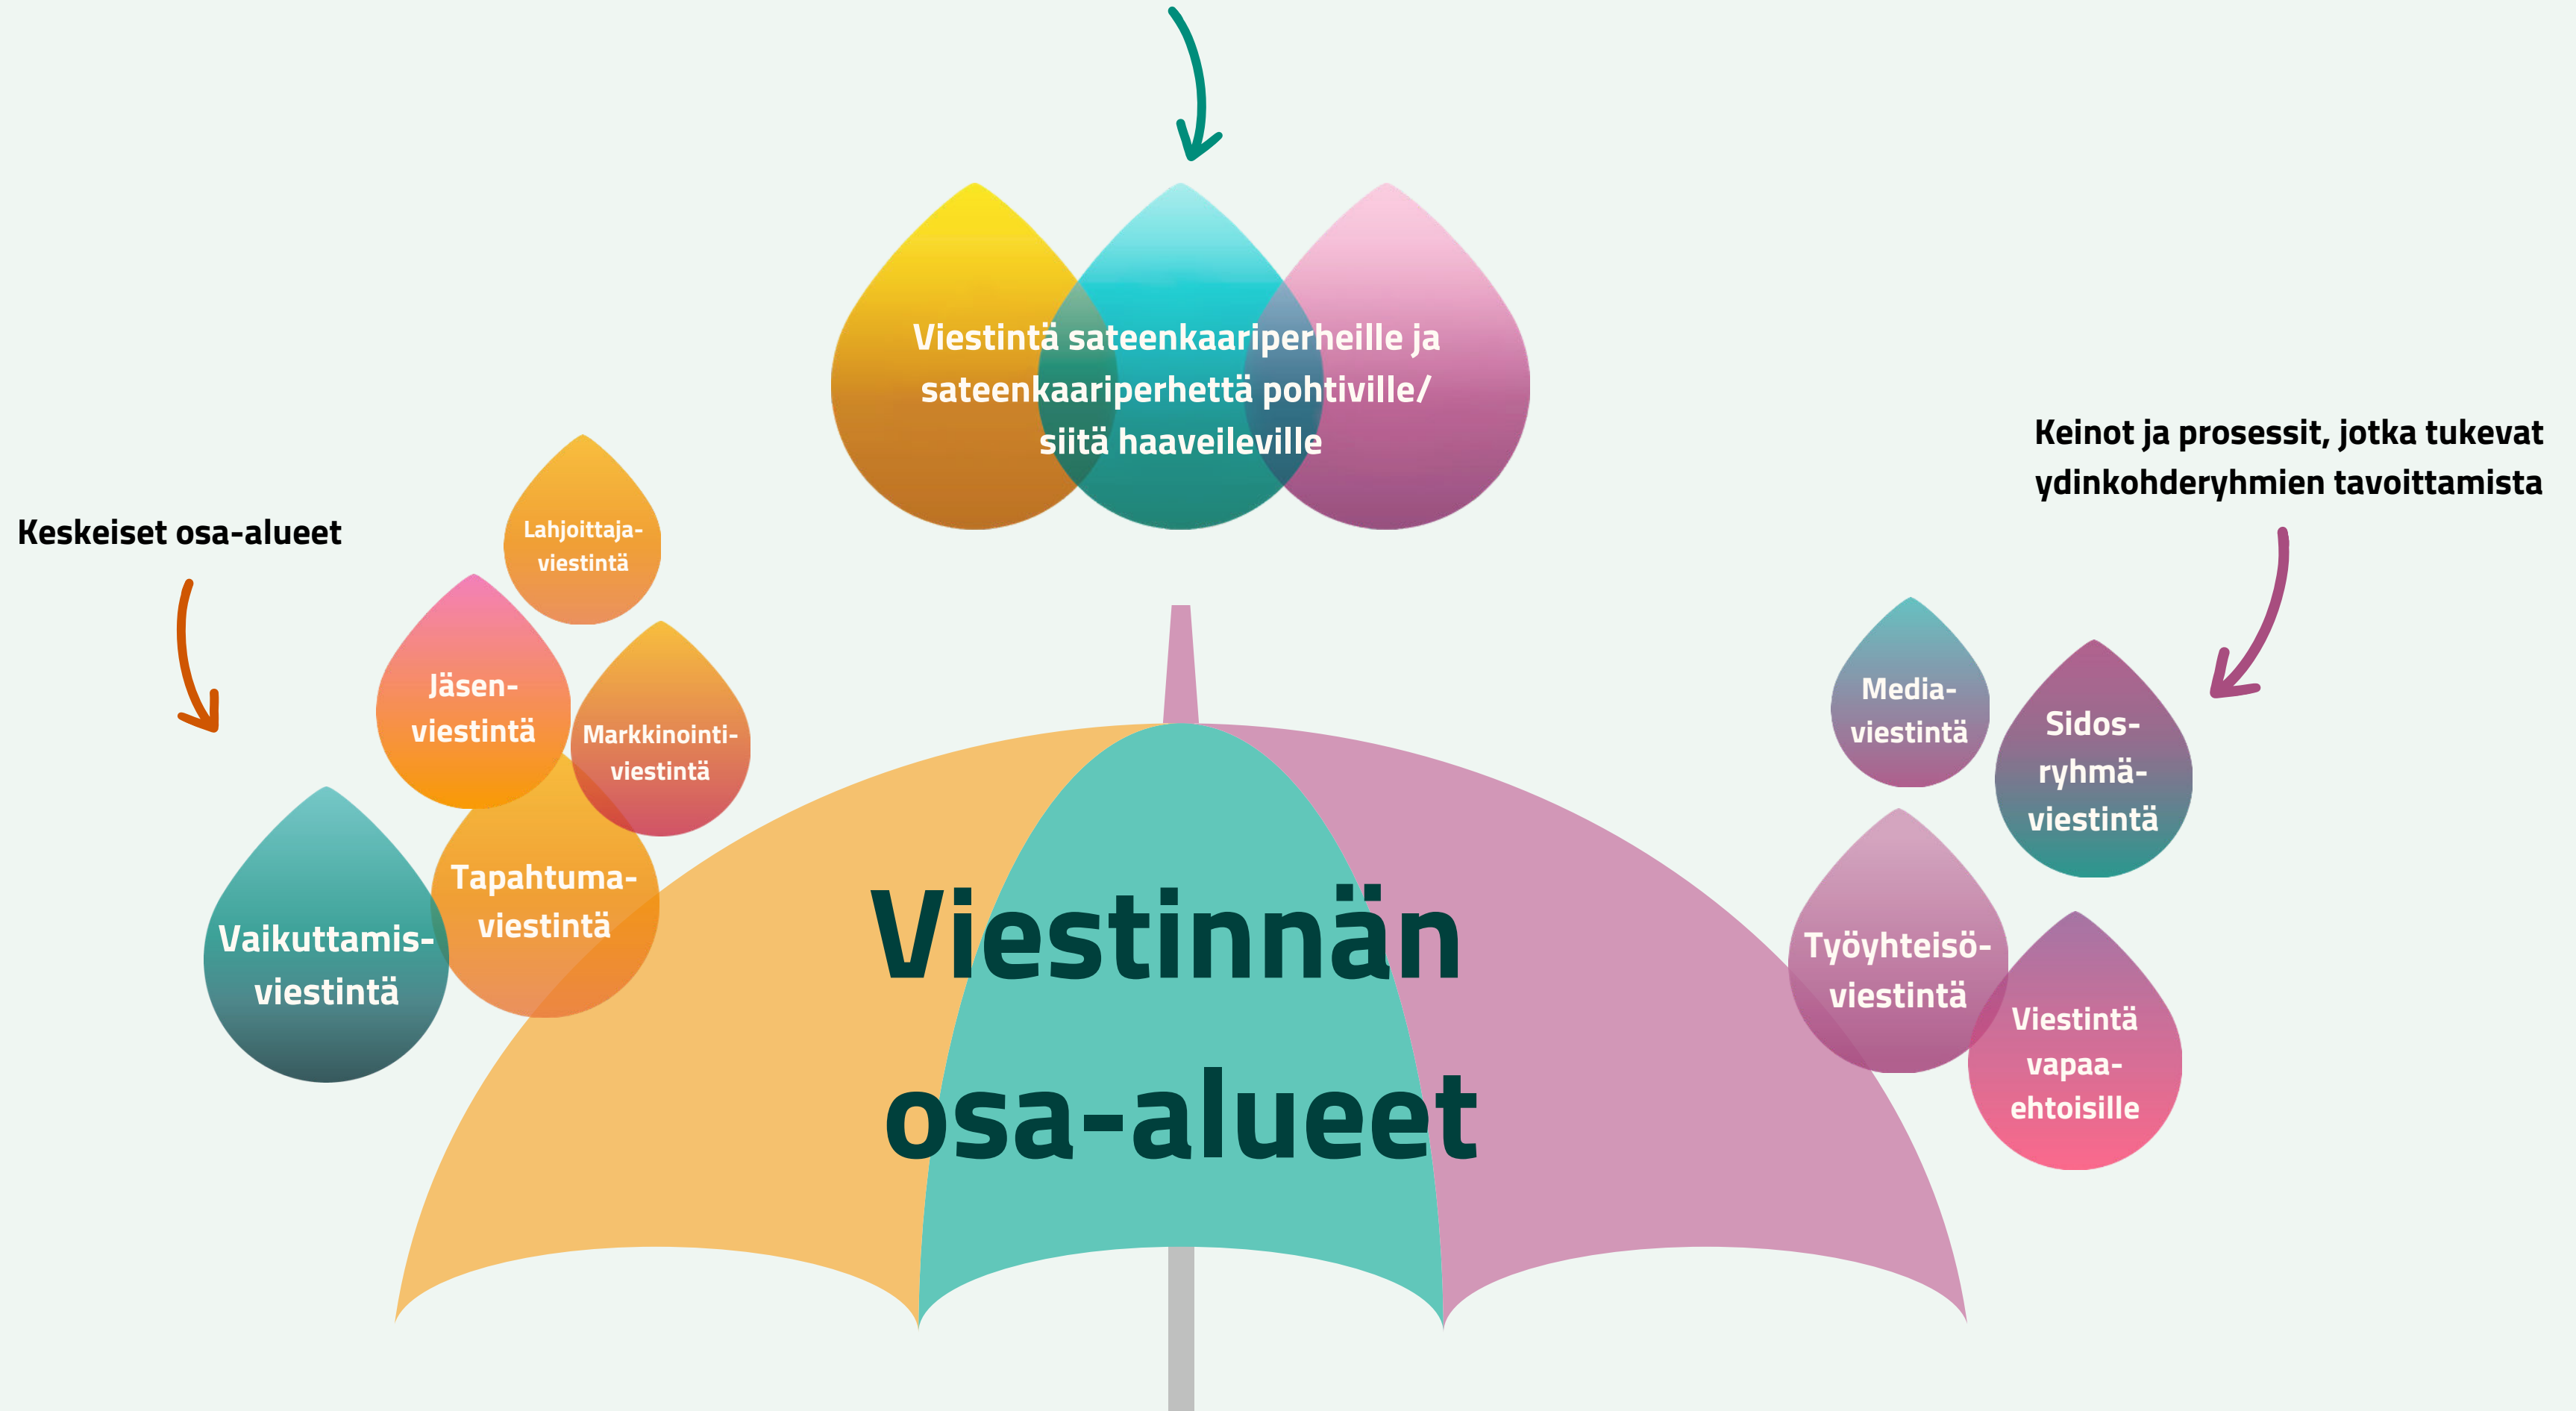 Viestintä sateenkaariperheille ja
sateenkaariperhettä pohtiville/
siitä haaveileville
Keskeiset osa-alueet
Lahjoittaja-
viestintä
Jäsen-
viestintä
Markkinointi-
viestintä
Tapahtuma-
viestintä
Vaikuttamis-
viestintä
Keinot ja prosessit, jotka tukevat
ydinkohderyhmien tavoittamista
Media-
viestintä
Sidos-
ryhmä-
viestintä
Työyhteisö-
viestintä
Viestintä
vapaa-
ehtoisille
Viestinnän
osa-alueet